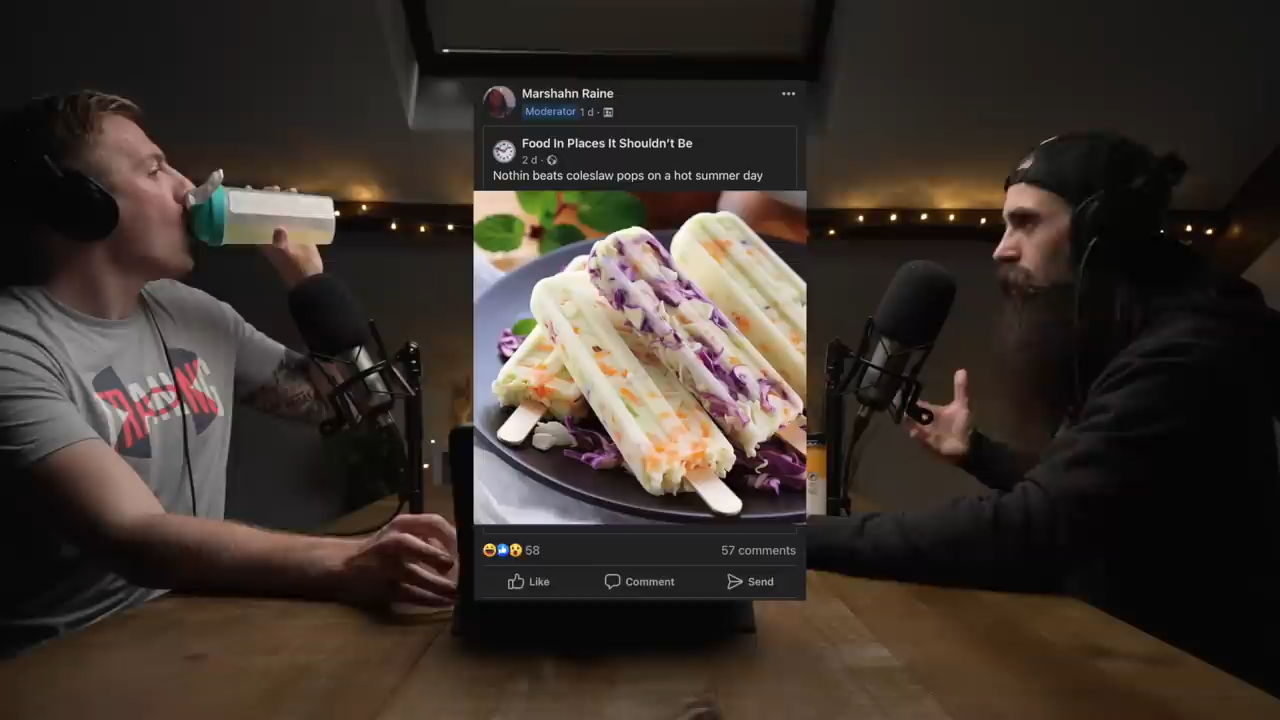 Marshahn Raine
Moderator 1 d ·
Food In Places It Shouldn't Be
2 d ·
Nothin beats coleslaw pops on a hot summer day
58
57 comments
Like
Comment
Send